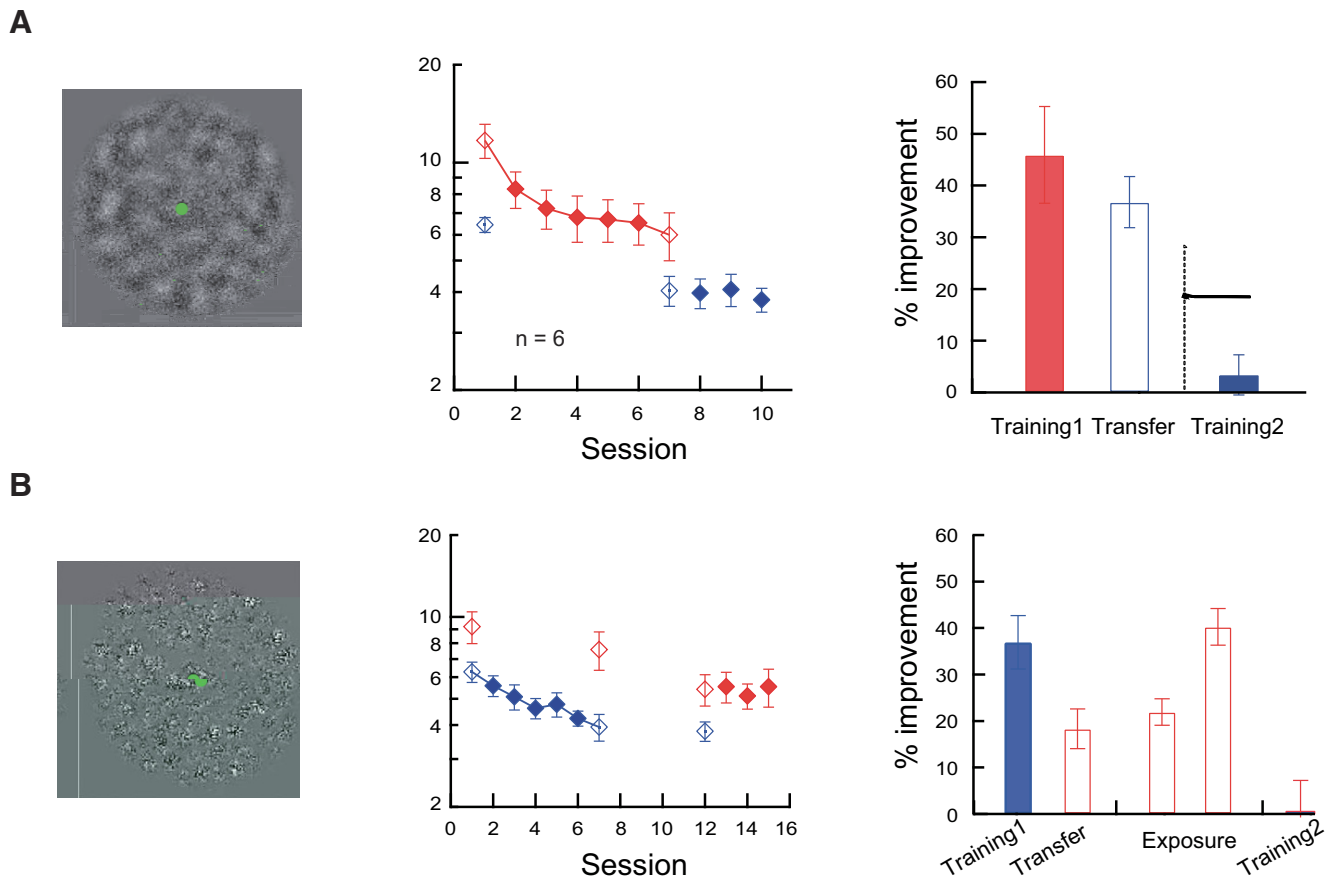 A
20
10
8
6
4
2
n = 6
0 2 4 6 8 10
Session
% improvement
60
50
40
30
20
10
0
Training1 Transfer Training2
B
20
10
8
6
4
2
0 2 4 6 8 10 12 14 16
Session
% improvement
60
50
40
30
20
10
0
Training1 Transfer Exposure Training2